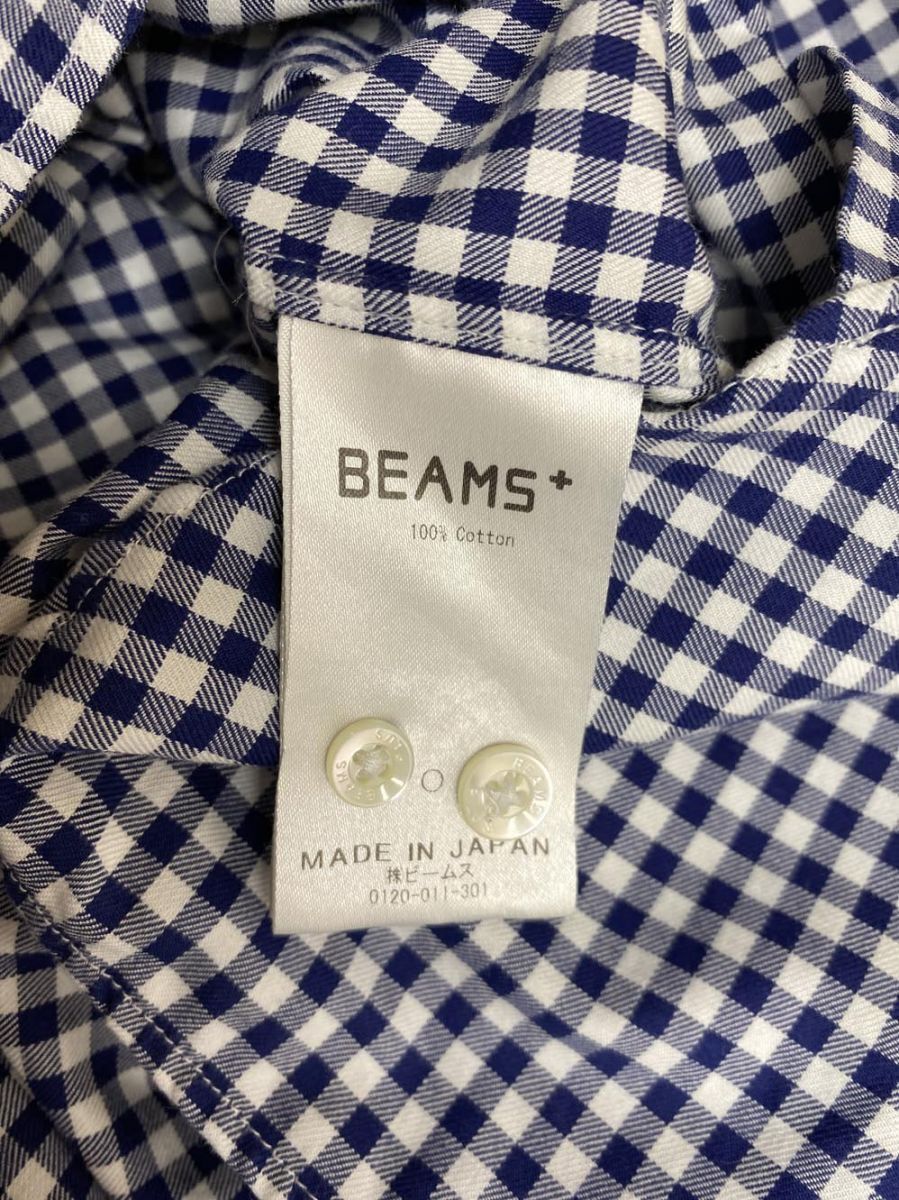 BEAMS+
100% Cotton
MADE IN JAPAN
㈱ビームス
0120-011-301